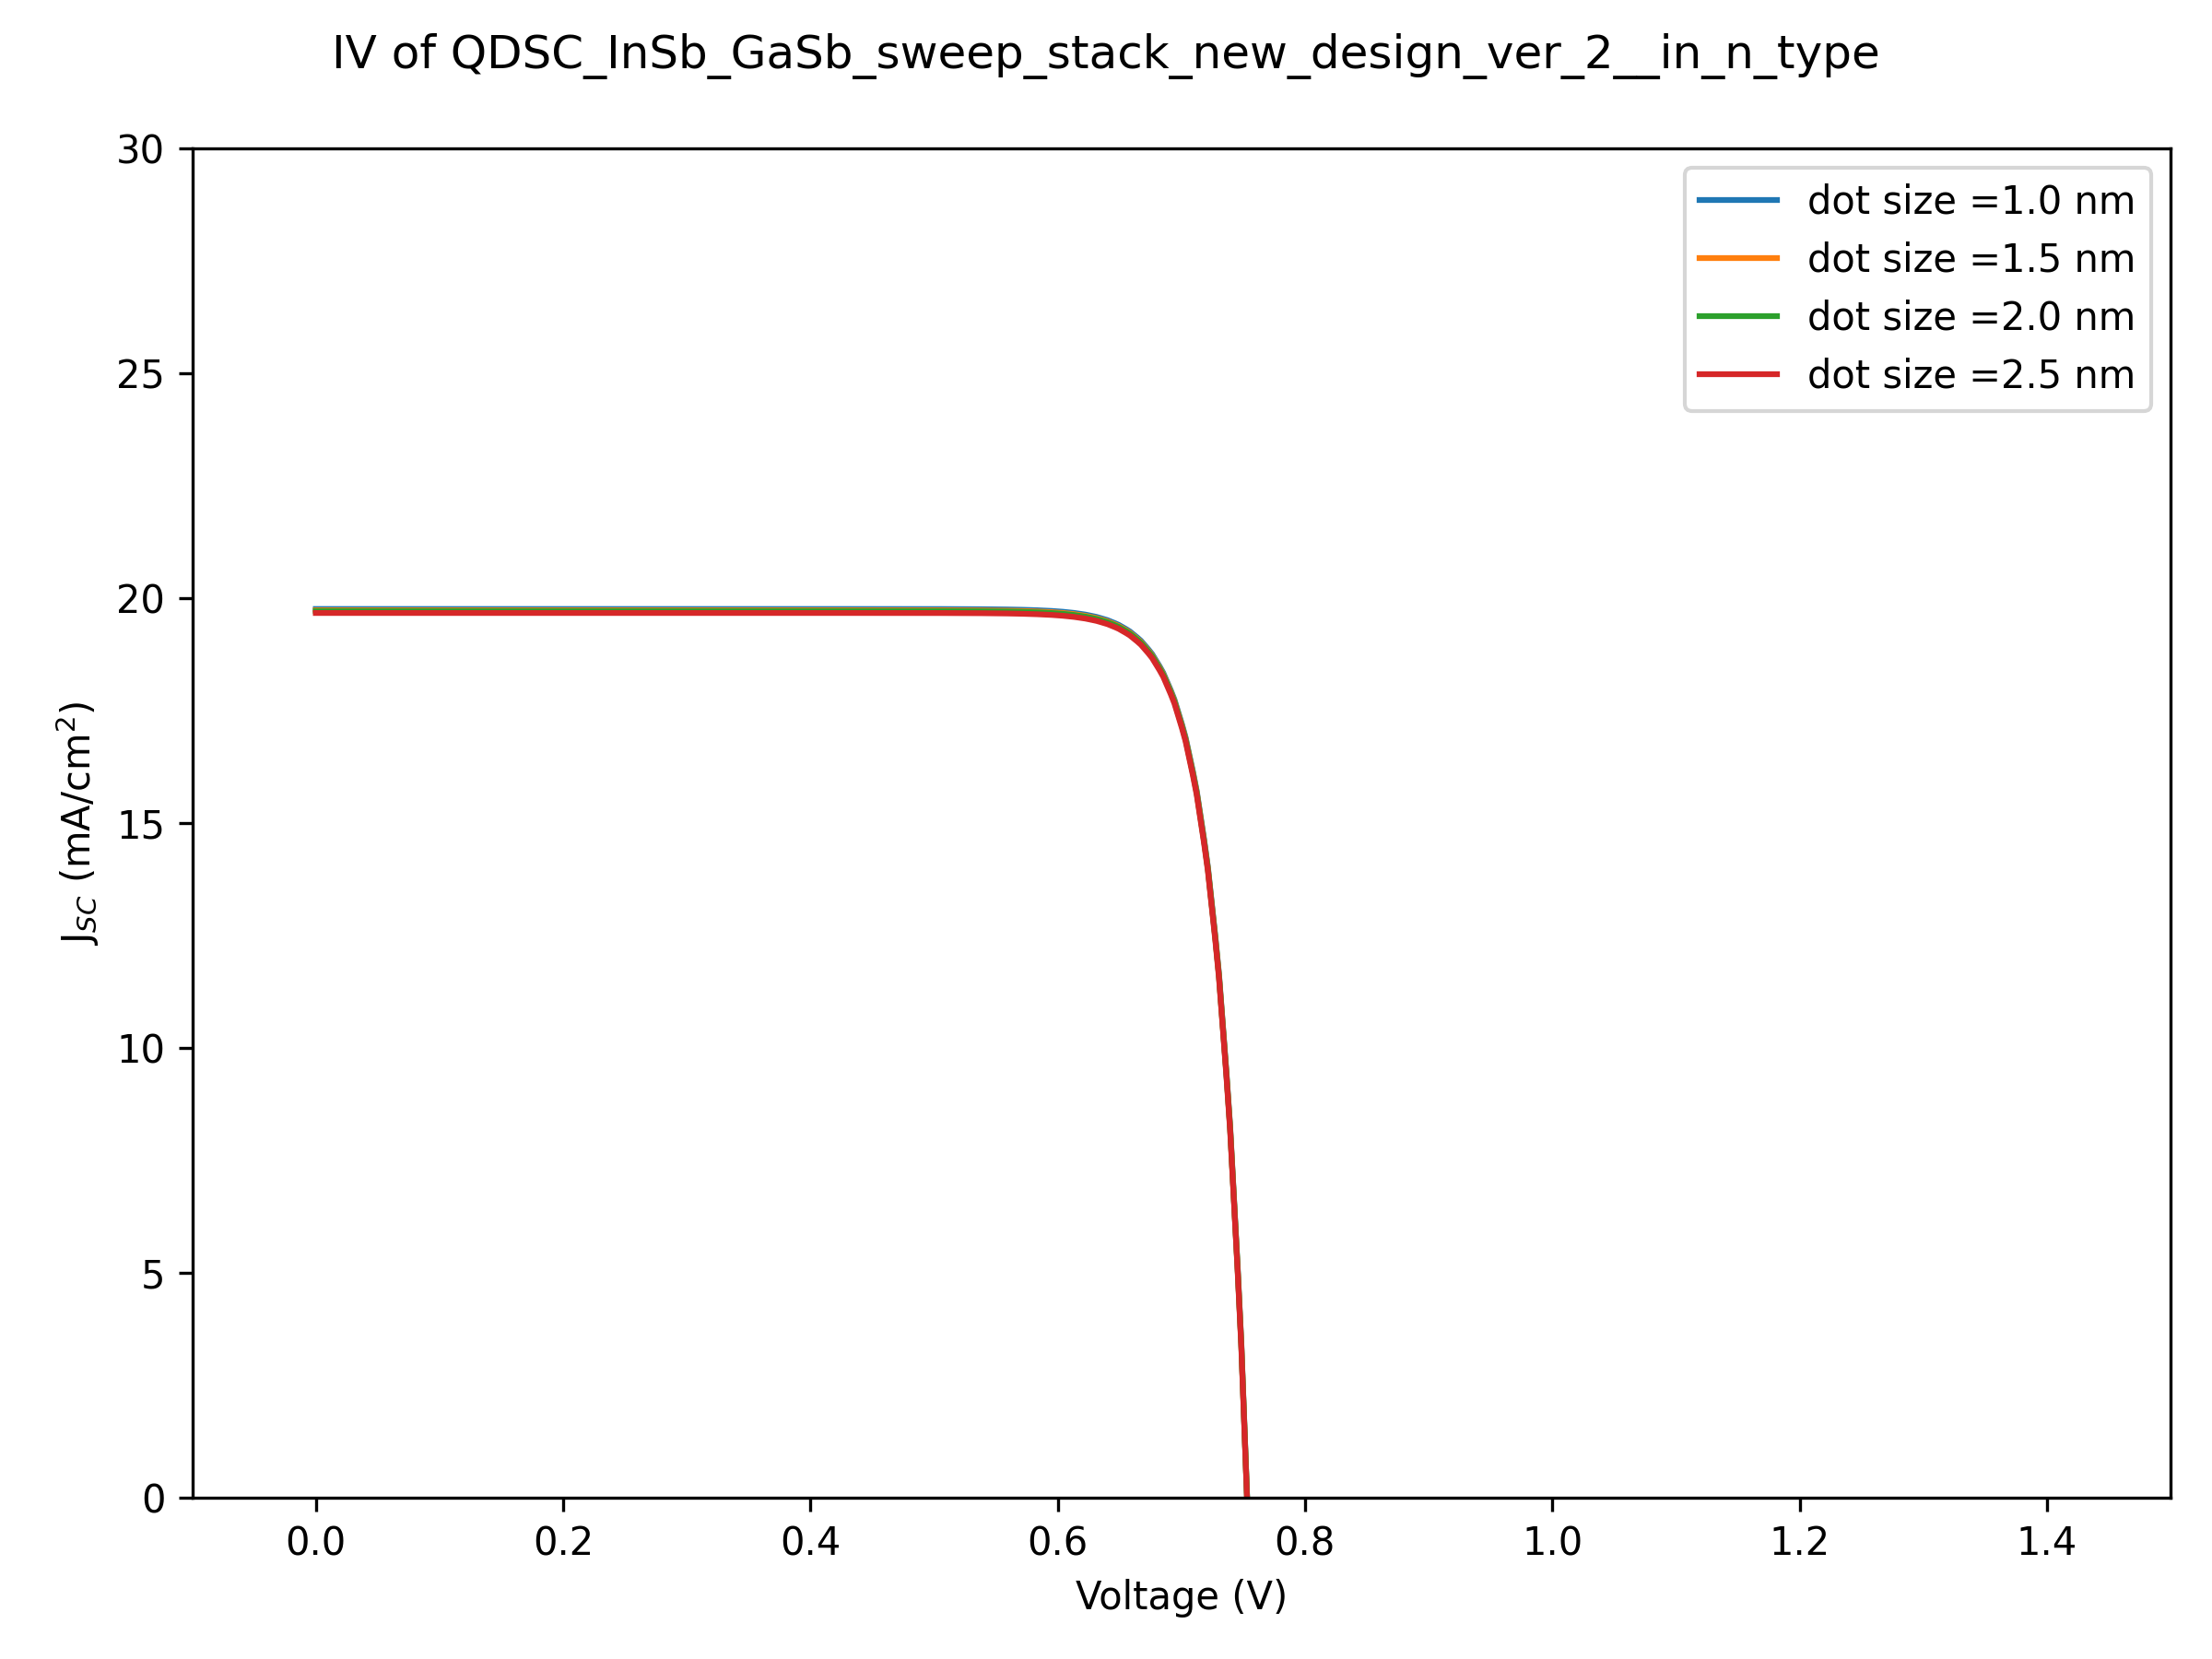 IV of QDSC_InSb_GaSb_sweep_stack_new_design_ver_2__in_n_type
30
25
20
15
10
5
0
J$_{SC}$ (mA/cm²)
dot size =1.0 nm
dot size =1.5 nm
dot size =2.0 nm
dot size =2.5 nm
0.0 0.2 0.4 0.6 0.8 1.0 1.2 1.4
Voltage (V)